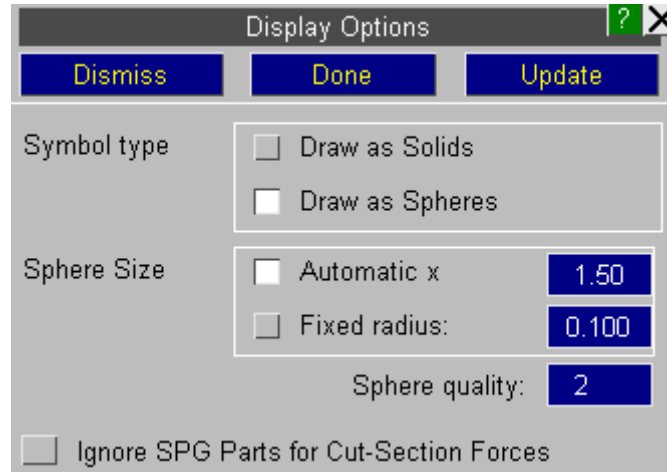 Display Options ? X
Dismiss Done Update
Symbol type Draw as Solids
Draw as Spheres
Sphere Size Automatic x 1.50
Fixed radius: 0.100
Sphere quality: 2
Ignore SPG Parts for Cut-Section Forces